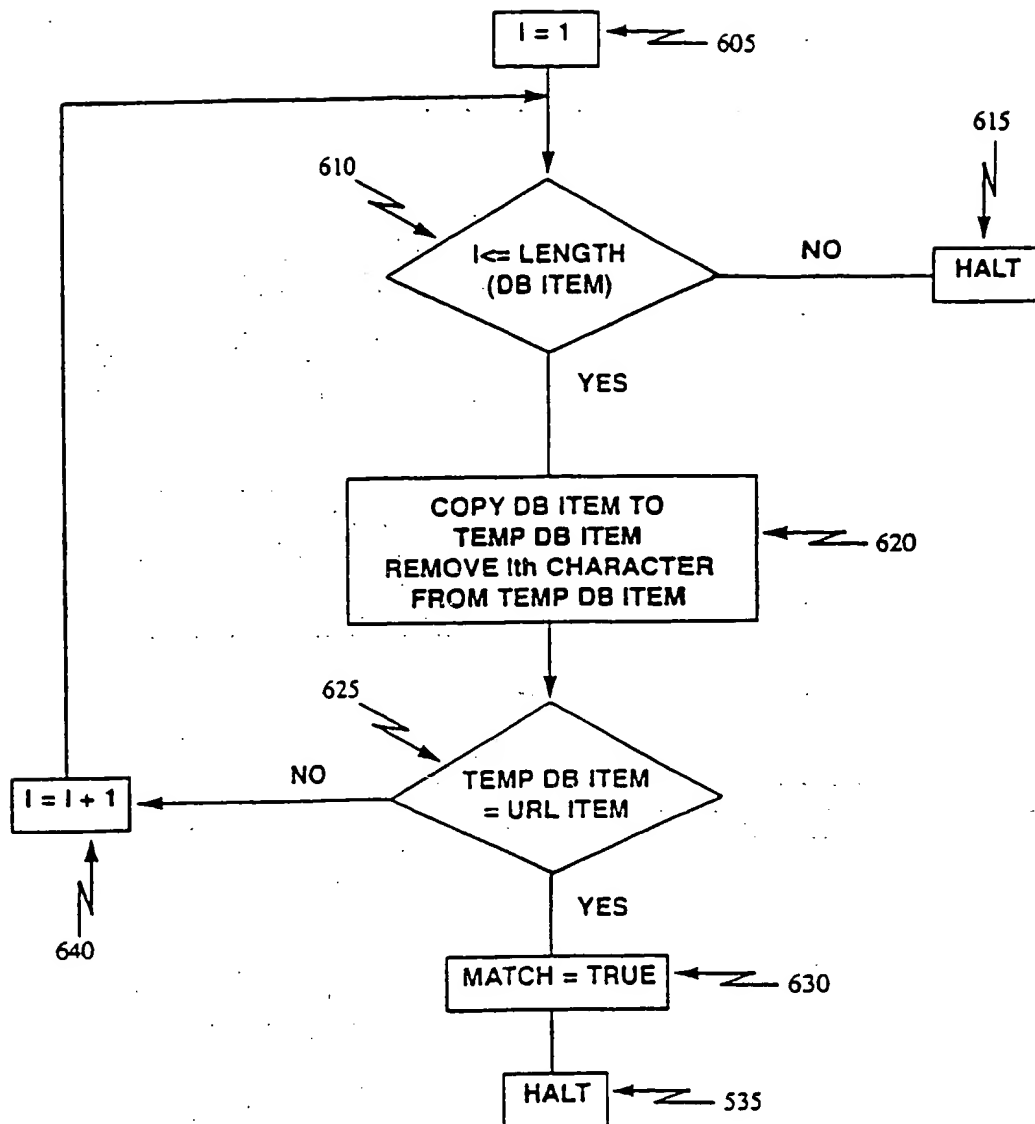 I = 1
605
615
610
I<= LENGTH
(DB ITEM)
NO
HALT
YES
COPY DB ITEM TO
TEMP DB ITEM
REMOVE Ith CHARACTER
FROM TEMP DB ITEM
620
625
NO
TEMP DB ITEM
= URL ITEM
I = I + 1
640
YES
MATCH = TRUE
630
HALT
535